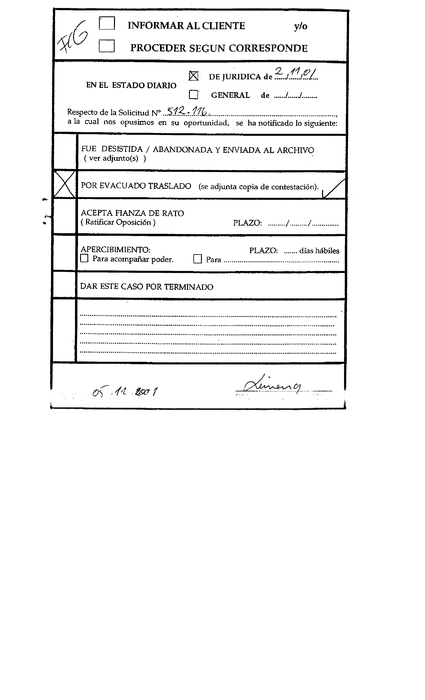 INFORMAR AL CLIENTE y/o
PROCEDER SEGUN CORRESPONDE
EN EL ESTADO DIARIO
DE JURIDICA de 2,11,01
GENERAL de ..../..../.......
Respecto de la Solicitud Nº 512.116
a la cual nos opusimos en su oportunidad, se ha notificado lo siguiente:
FUE DESISTIDA / ABANDONADA Y ENVIADA AL ARCHIVO
( ver adjunto(s) )
POR EVACUADO TRASLADO (se adjunta copia de contestación).
ACEPTA FIANZA DE RATO
( Ratificar Oposición ) PLAZO: ......../......../.............
APERCIBIMIENTO: PLAZO: ...... días hábiles
Para acompañar poder. Para
DAR ESTE CASO POR TERMINADO
05 .11 2001